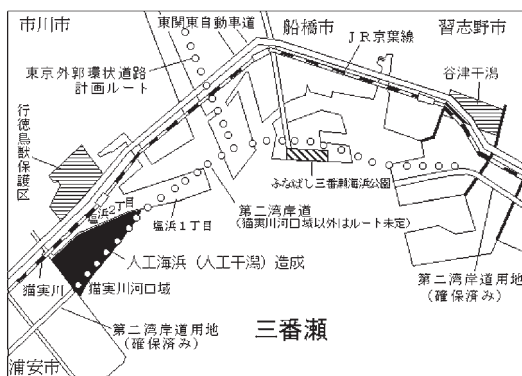 市川市
東関東自動車道
船橋市
習志野市
JR京葉線
東京外郭環状道路
計画ルート
谷津干潟
行徳鳥獣保護区
ふなばし三番瀬海浜公園
塩浜2丁目
塩浜1丁目
第二湾岸道
(猫実川河口域以外はルート未定)
人工海浜(人工干潟)造成
猫実川
猫実川河口域
第二湾岸道用地
(確保済み)
第二湾岸道用地
(確保済み)
三番瀬
浦安市